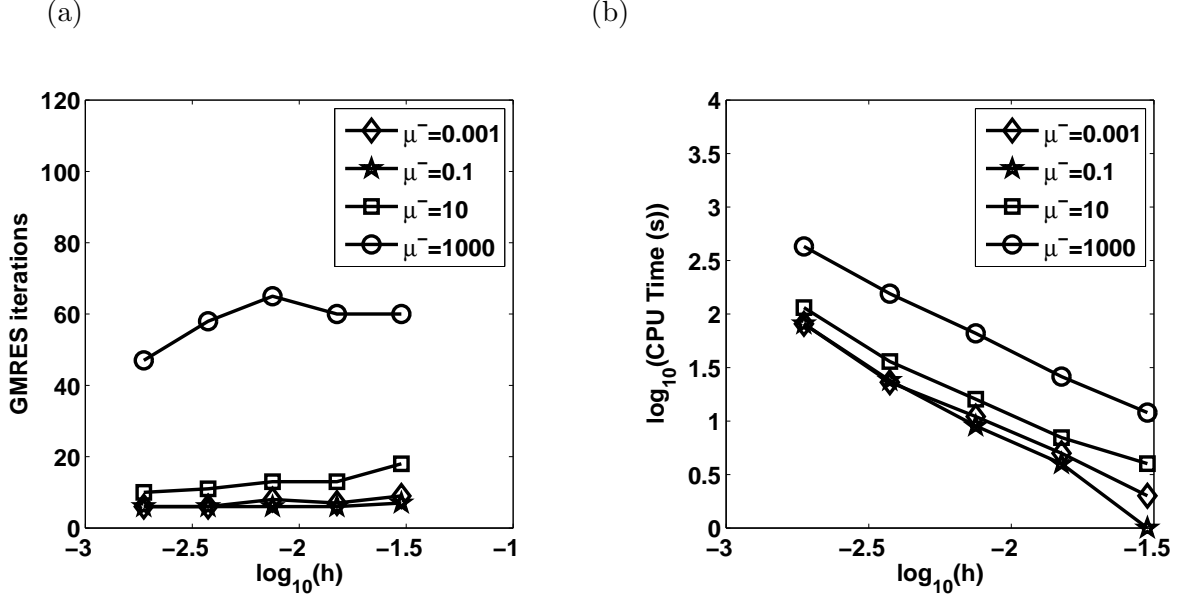 (a)
120
100
80
60
40
20
0
−3
−2.5
−2
−1.5
−1
GMRES iterations
log10(h)
μ−=0.001
μ−=0.1
μ−=10
μ−=1000
(b)
4
3.5
3
2.5
2
1.5
1
0.5
0
−3
−2.5
−2
−1.5
log10(CPU Time (s))
log10(h)
μ−=0.001
μ−=0.1
μ−=10
μ−=1000